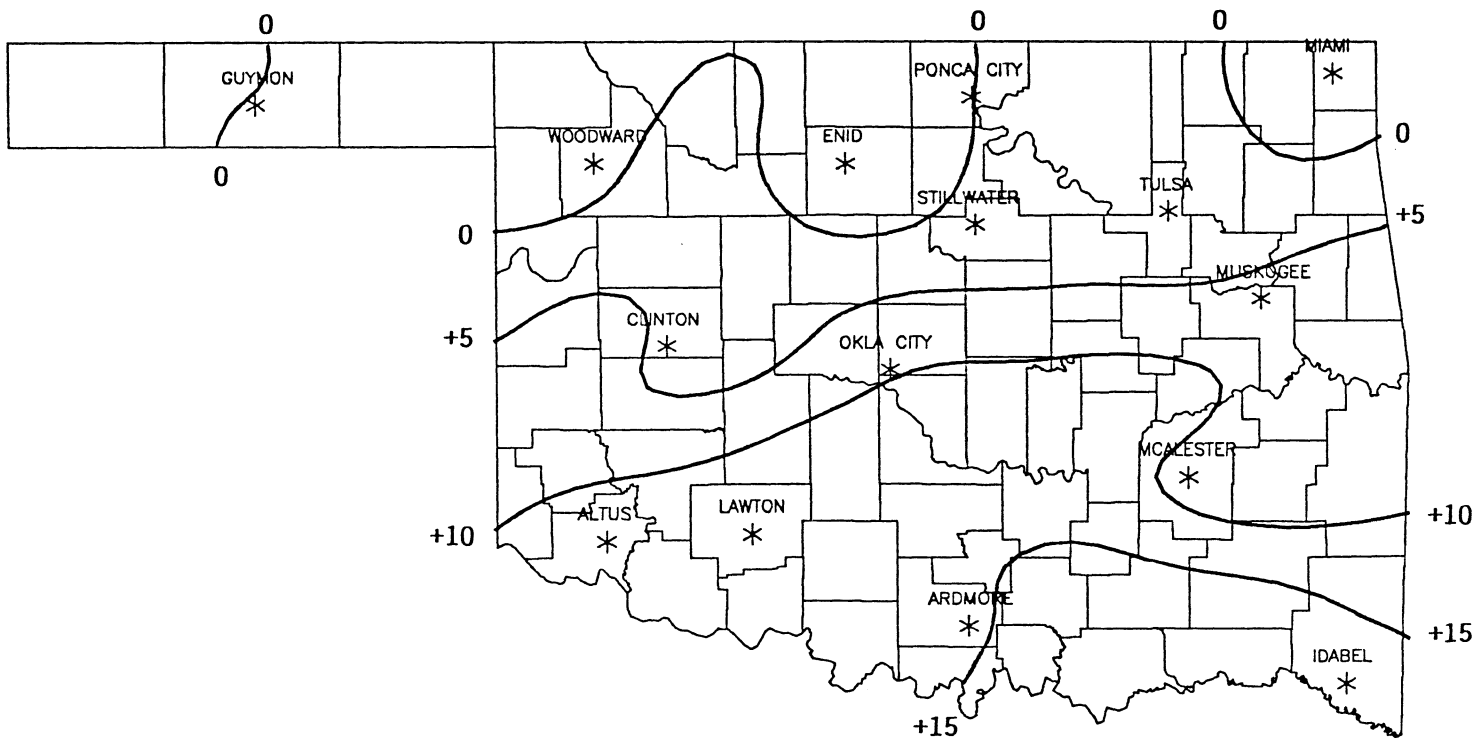 0
0
0
MIAMI
GUYMON
PONCA CITY
0
WOODWARD
ENID
0
TULSA
STILLWATER
+5
0
MUSKOGEE
CLINTON
+5
OKLA CITY
MCALESTER
LAWTON
ALTUS
+10
+10
ARDMORE
+15
IDABEL
+15